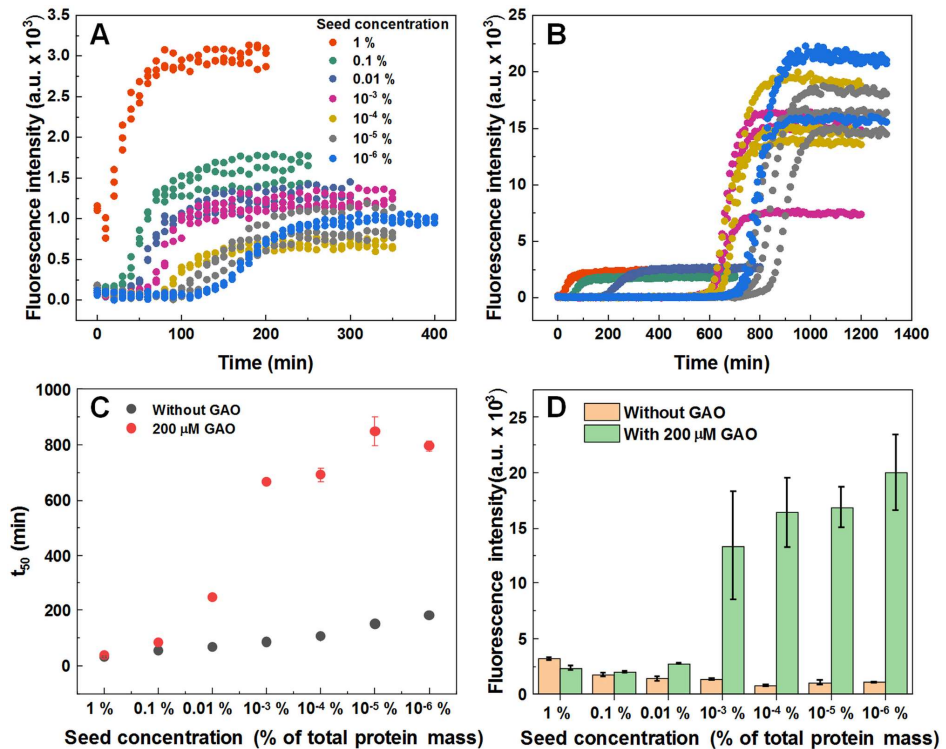 A
Fluorescence intensity (a.u. x 10³)
3.5
3.0
2.5
2.0
1.5
1.0
0.5
0.0
Seed concentration
1 %
0.1 %
0.01 %
10⁻³ %
10⁻⁴ %
10⁻⁵ %
10⁻⁶ %
0 100 200 300 400
Time (min)
B
Fluorescence intensity (a.u. x 10³)
25
20
15
10
5
0
0 200 400 600 800 1000 1200 1400
Time (min)
C
t₅₀ (min)
1000
800
600
400
200
0
Without GAO
200 μM GAO
1 % 0.1 % 0.01 % 10⁻³ % 10⁻⁴ % 10⁻⁵ % 10⁻⁶ %
Seed concentration (% of total protein mass)
D
Fluorescence intensity(a.u. x 10³)
25
20
15
10
5
0
Without GAO
With 200 μM GAO
1 % 0.1 % 0.01 % 10⁻³ % 10⁻⁴ % 10⁻⁵ % 10⁻⁶ %
Seed concentration (% of total protein mass)